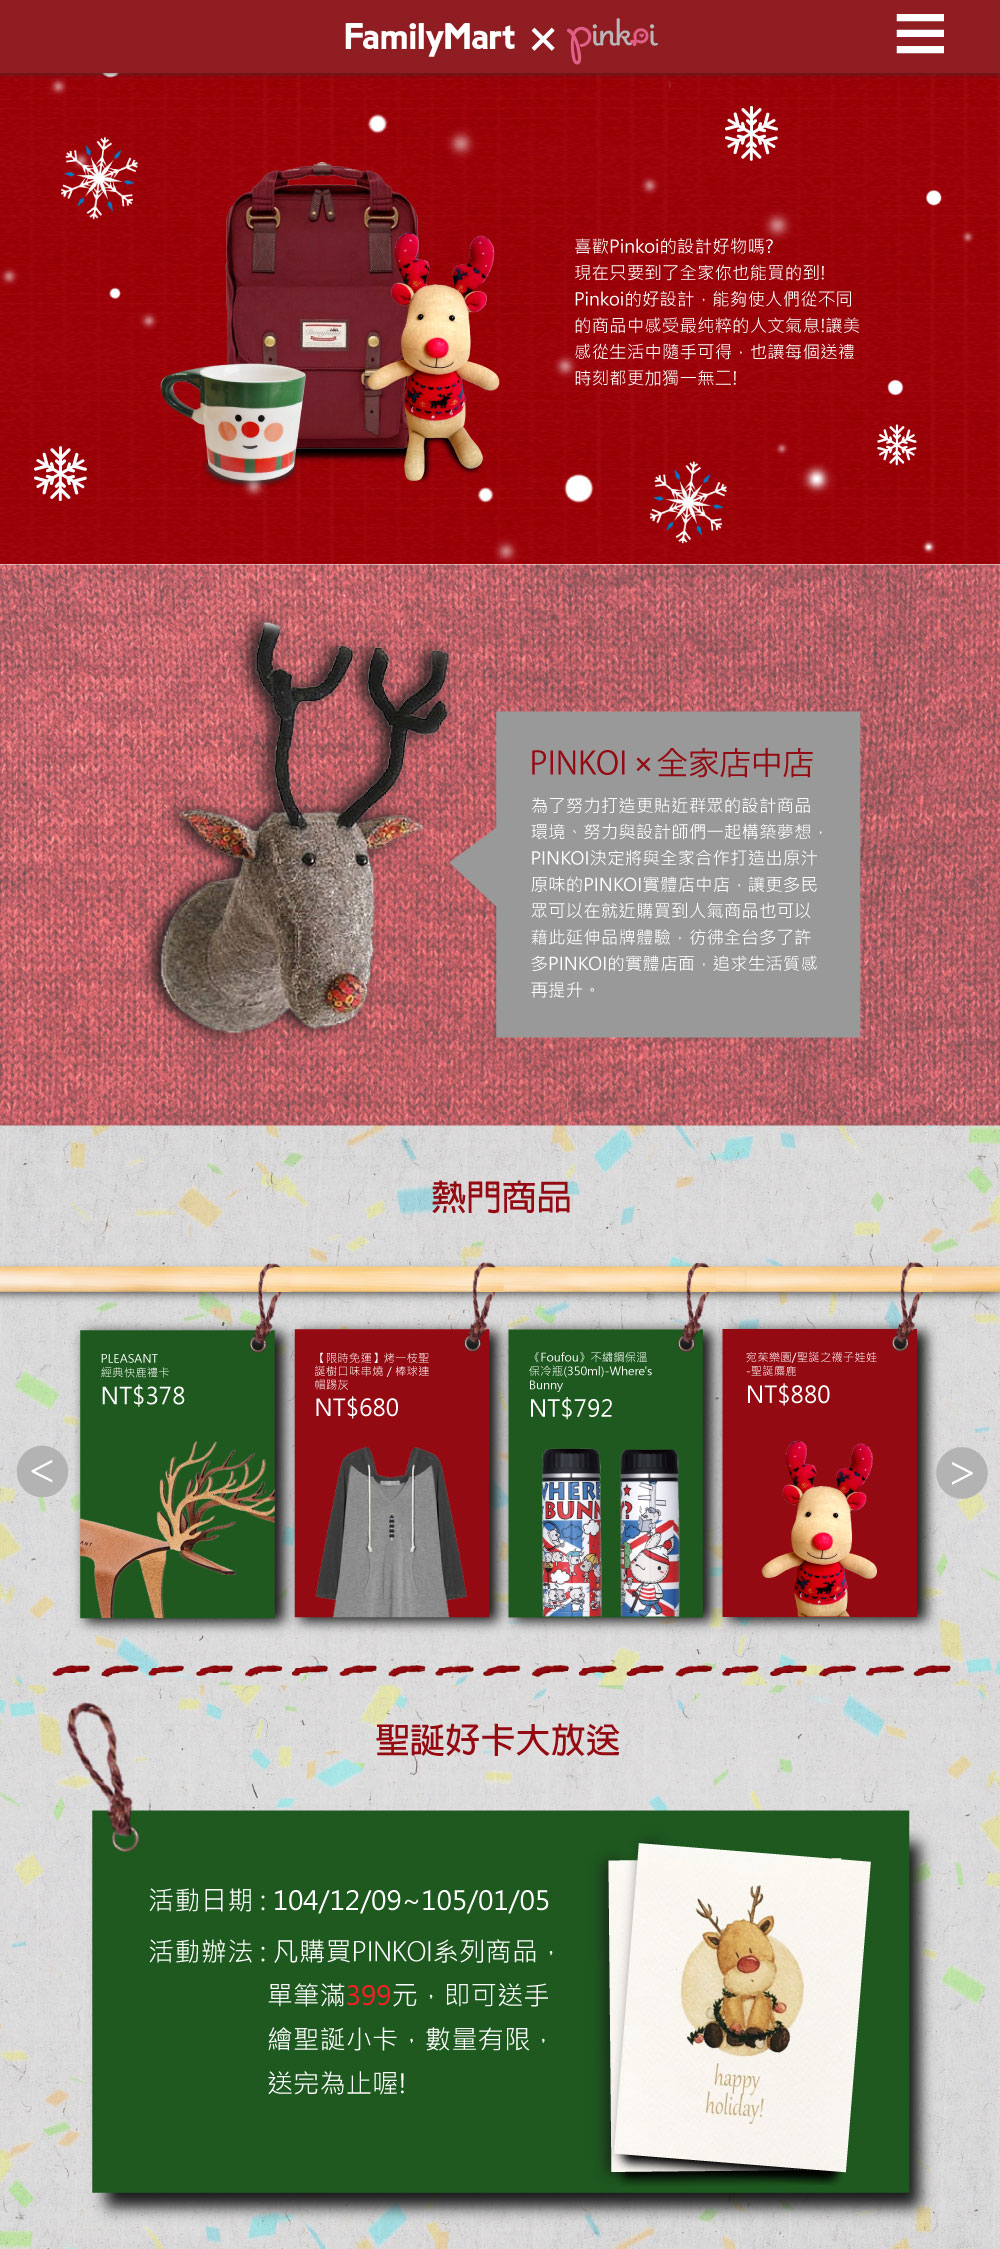 FamilyMart × pinkoi
喜歡Pinkoi的設計好物嗎?
現在只要到了全家你也能買的到!
Pinkoi的好設計，能夠使人們從不同
的商品中感受最純粹的人文氣息!讓美
感從生活中隨手可得，也讓每個送禮
時刻都更加獨一無二!
PINKOI × 全家店中店
為了努力打造更貼近群眾的設計商品
環境、努力與設計師們一起構築夢想，
PINKOI決定將與全家合作打造出原汁
原味的PINKOI實體店中店，讓更多民
眾可以在就近購買到人氣商品也可以
藉此延伸品牌體驗，彷彿全台多了許
多PINKOI的實體店面，追求生活質感
再提升。
熱門商品
PLEASANT
經典快鹿禮卡
NT$378
【限時免運】烤一枝聖
誕樹口味串燒 / 棒球連
帽踢灰
NT$680
《Foufou》不繡鋼保溫
保冷瓶(350ml)-Where's
Bunny
NT$792
宛茱樂園/聖誕之襪子娃娃
-聖誕麋鹿
NT$880
<
>
聖誕好卡大放送
活動日期 : 104/12/09~105/01/05
活動辦法 : 凡購買PINKOI系列商品，
單筆滿399元，即可送手
繪聖誕小卡，數量有限，
送完為止喔!
happy
holiday!